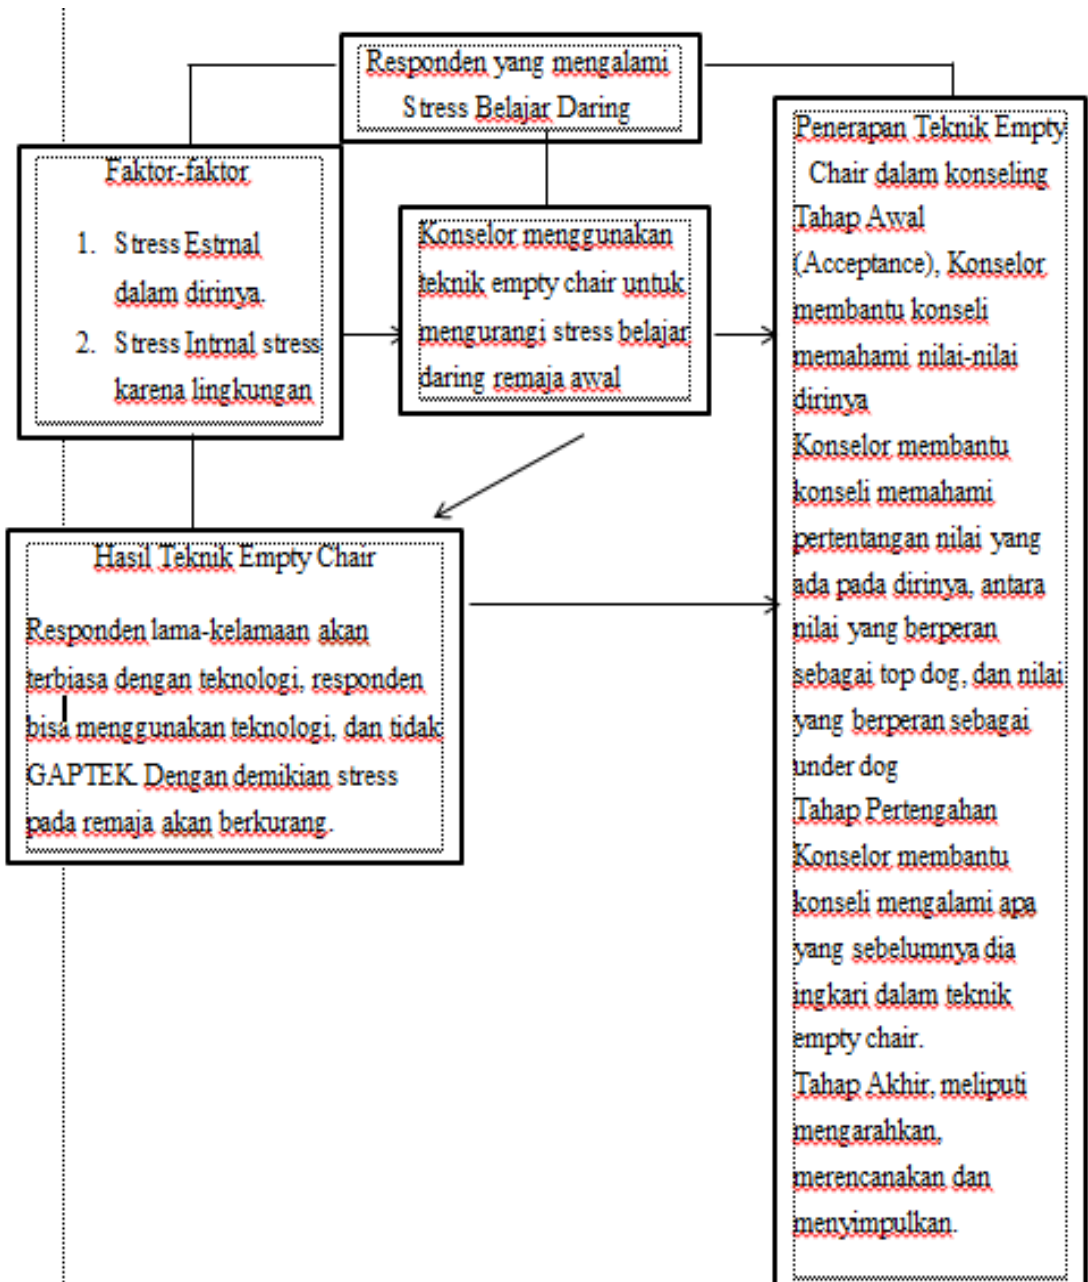 Responden yang mengalami
Stress Belajar Daring
Faktor-faktor
1. Stress Estrnal
dalam dirinya.
2. Stress Intrnal stress
karena lingkungan
Konselor menggunakan
teknik empty chair untuk
mengurangi stress belajar
daring remaja awal
Penerapan Teknik Empty
Chair dalam konseling
Tahap Awal
(Acceptance), Konselor
membantu konseli
memahami nilai-nilai
dirinya
Konselor membantu
konseli memahami
pertentangan nilai yang
ada pada dirinya, antara
nilai yang berperan
sebagai top dog, dan nilai
yang berperan sebagai
under dog
Tahap Pertengahan
Konselor membantu
konseli mengalami apa
yang sebelumnya dia
ingkari dalam teknik
empty chair.
Tahap Akhir, meliputi
mengarahkan,
merencanakan dan
menyimpulkan.
Hasil Teknik Empty Chair
Responden lama-kelamaan akan
terbiasa dengan teknologi, responden
bisa menggunakan teknologi, dan tidak
GAPTEK. Dengan demikian stress
pada remaja akan berkurang.